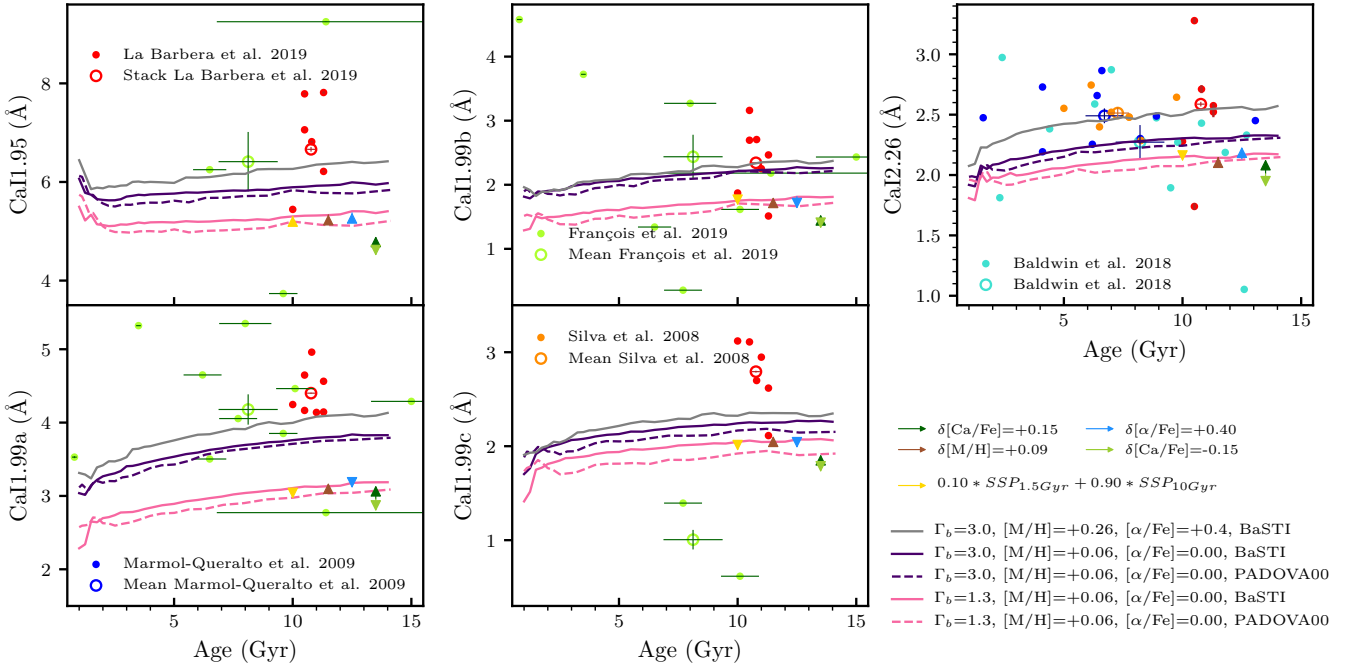 CaI1.95 (Å)
8
6
4
La Barbera et al. 2019
Stack La Barbera et al. 2019
CaI1.99b (Å)
4
3
2
1
François et al. 2019
Mean François et al. 2019
CaI2.26 (Å)
3.0
2.5
2.0
1.5
1.0
Baldwin et al. 2018
Baldwin et al. 2018
5 10 15
Age (Gyr)
CaI1.99a (Å)
5
4
3
2
Marmol-Queralto et al. 2009
Mean Marmol-Queralto et al. 2009
5 10 15
Age (Gyr)
CaI1.99c (Å)
3
2
1
Silva et al. 2008
Mean Silva et al. 2008
5 10 15
Age (Gyr)
δ[Ca/Fe]=+0.15
δ[M/H]=+0.09
δ[α/Fe]=+0.40
δ[Ca/Fe]=-0.15
0.10 * SSP1.5Gyr + 0.90 * SSP10Gyr
Γb=3.0, [M/H]=+0.26, [α/Fe]=+0.4, BaSTI
Γb=3.0, [M/H]=+0.06, [α/Fe]=0.00, BaSTI
Γb=3.0, [M/H]=+0.06, [α/Fe]=0.00, PADOVA00
Γb=1.3, [M/H]=+0.06, [α/Fe]=0.00, BaSTI
Γb=1.3, [M/H]=+0.06, [α/Fe]=0.00, PADOVA00